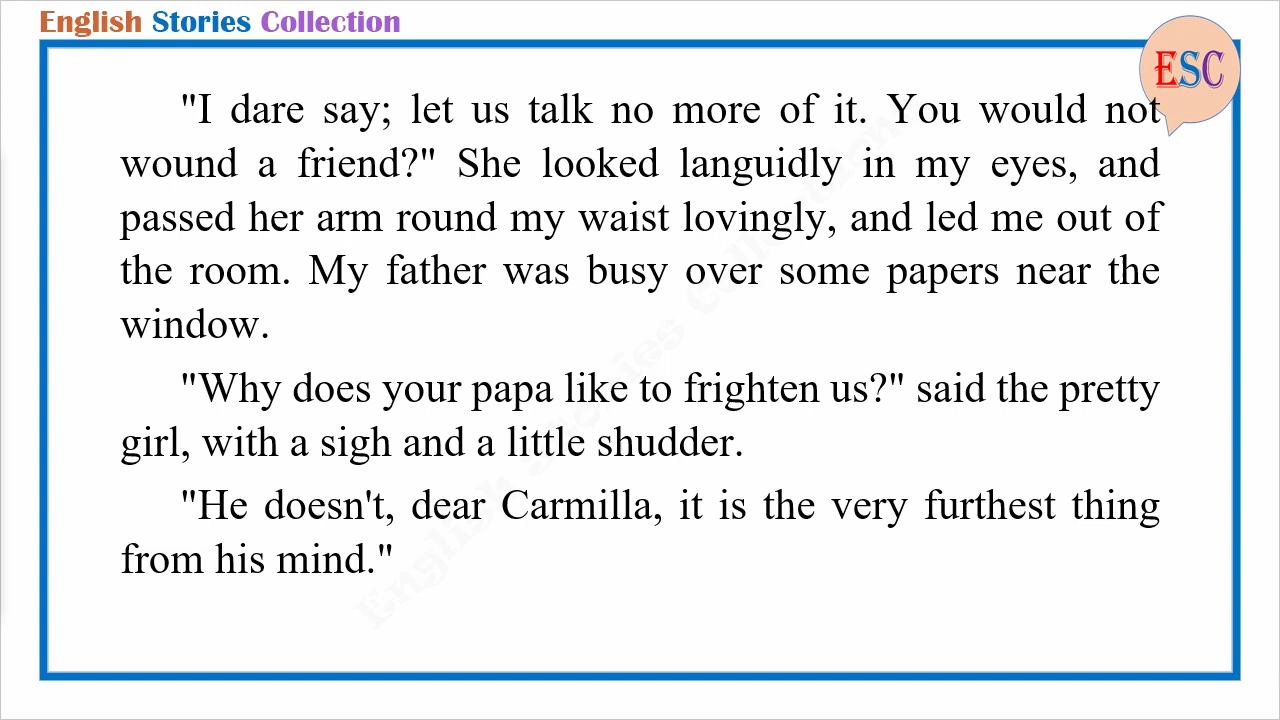 English Stories Collection
ESC
"I dare say; let us talk no more of it. You would not
wound a friend?" She looked languidly in my eyes, and
passed her arm round my waist lovingly, and led me out of
the room. My father was busy over some papers near the
window.
"Why does your papa like to frighten us?" said the pretty
girl, with a sigh and a little shudder.
"He doesn't, dear Carmilla, it is the very furthest thing
from his mind."
English Stories Collection